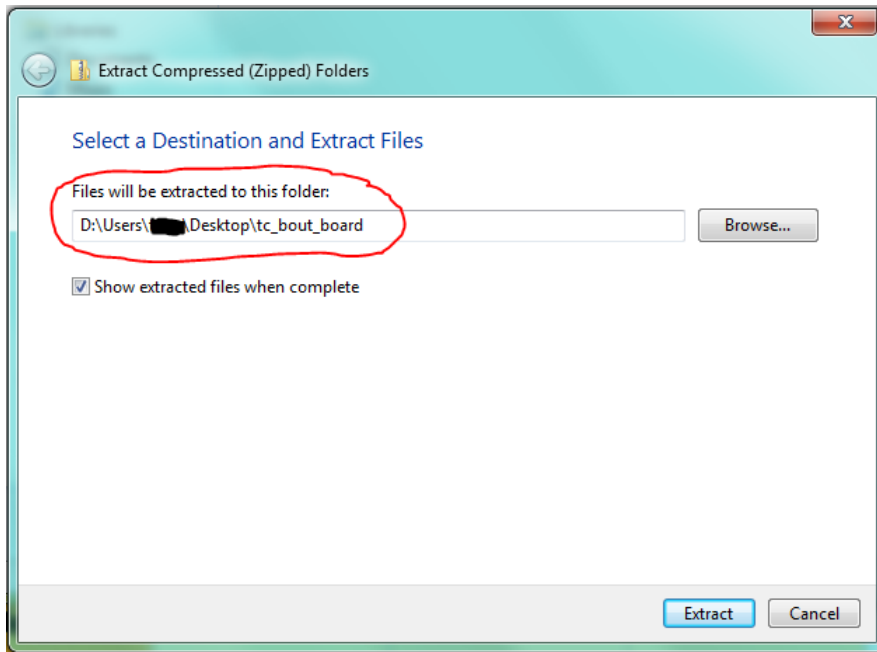 Extract Compressed (Zipped) Folders
Select a Destination and Extract Files
Files will be extracted to this folder:
D:\Users\ \Desktop\tc_bout_board
Browse...
Show extracted files when complete
Extract
Cancel